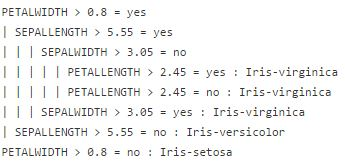 PETALWIDTH > 0.8 = yes
| SEPALLENGTH > 5.55 = yes
| | | SEPALWIDTH > 3.05 = no
| | | | | PETALLENGTH > 2.45 = yes : Iris-virginica
| | | | | PETALLENGTH > 2.45 = no : Iris-virginica
| | | SEPALWIDTH > 3.05 = yes : Iris-virginica
| SEPALLENGTH > 5.55 = no : Iris-versicolor
PETALWIDTH > 0.8 = no : Iris-setosa